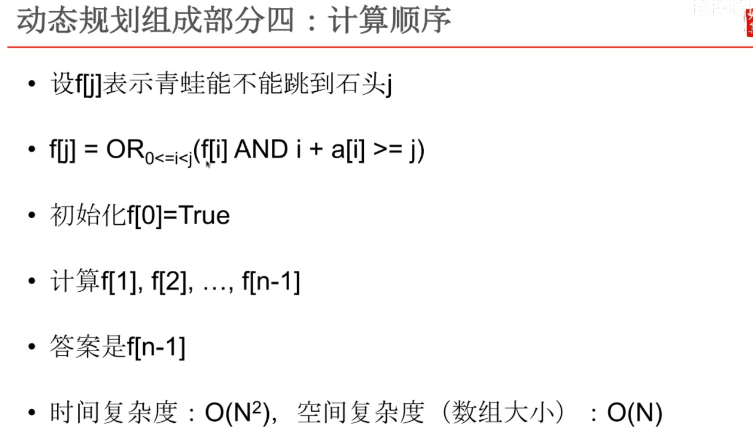 动态规划组成部分四：计算顺序
• 设f[j]表示青蛙能不能跳到石头j
• f[j] = OR0<=i<j(f[i] AND i + a[i] >= j)
• 初始化f[0]=True
• 计算f[1], f[2], …, f[n-1]
• 答案是f[n-1]
• 时间复杂度：O(N²)，空间复杂度（数组大小）：O(N)